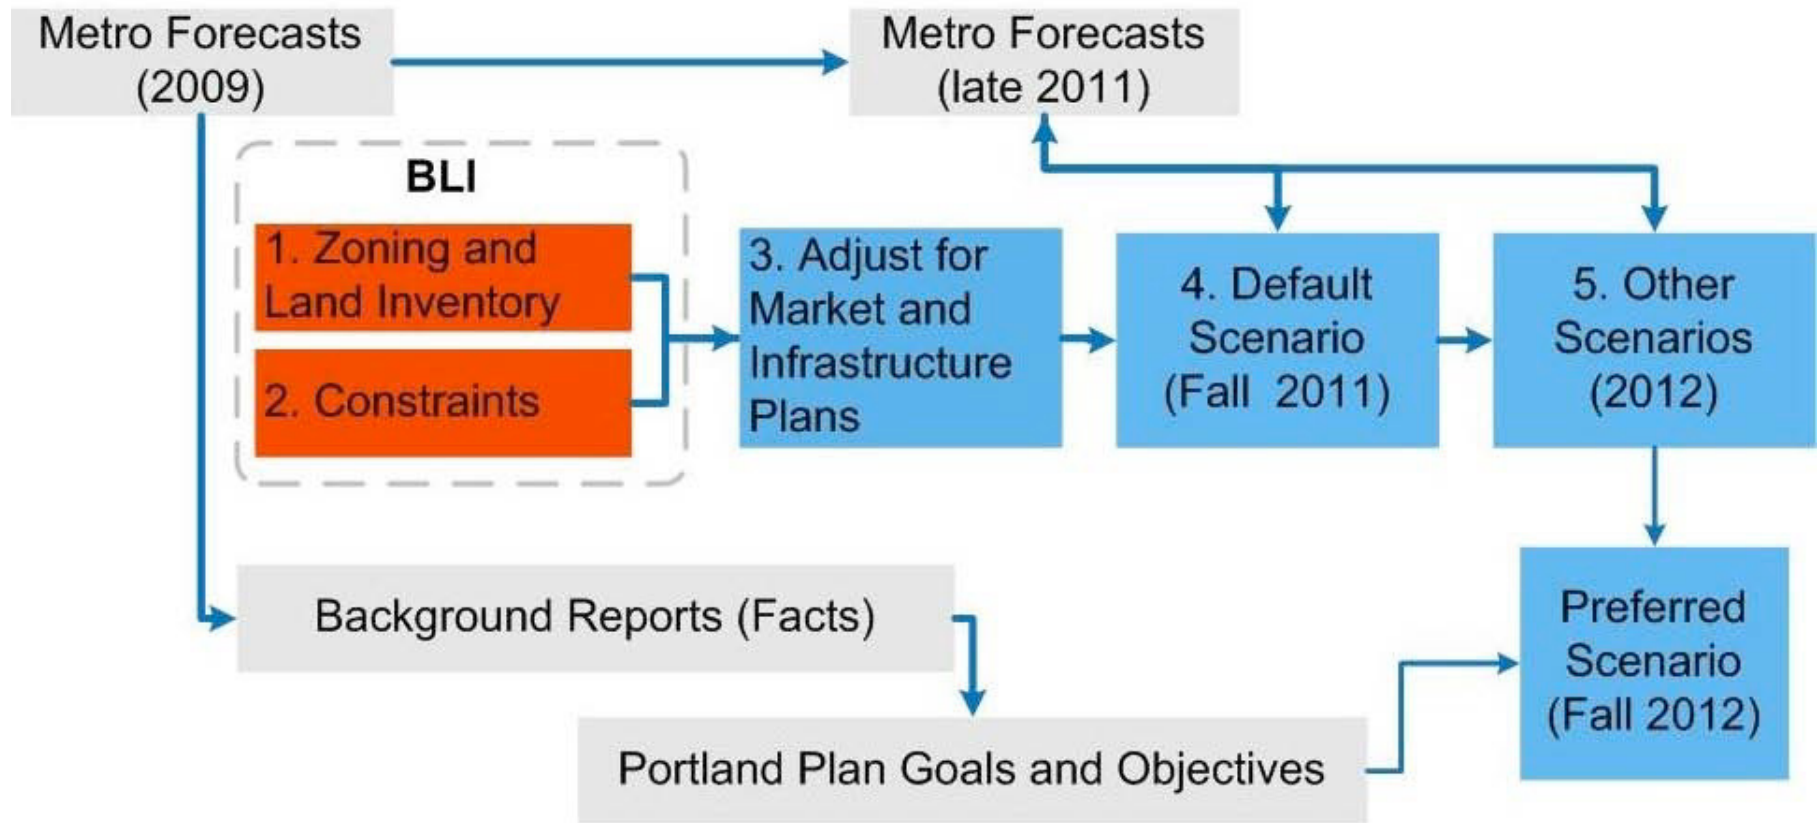 Metro Forecasts
(2009)
Metro Forecasts
(late 2011)
BLI
1. Zoning and
Land Inventory
2. Constraints
3. Adjust for
Market and
Infrastructure
Plans
4. Default
Scenario
(Fall 2011)
5. Other
Scenarios
(2012)
Background Reports (Facts)
Preferred
Scenario
(Fall 2012)
Portland Plan Goals and Objectives